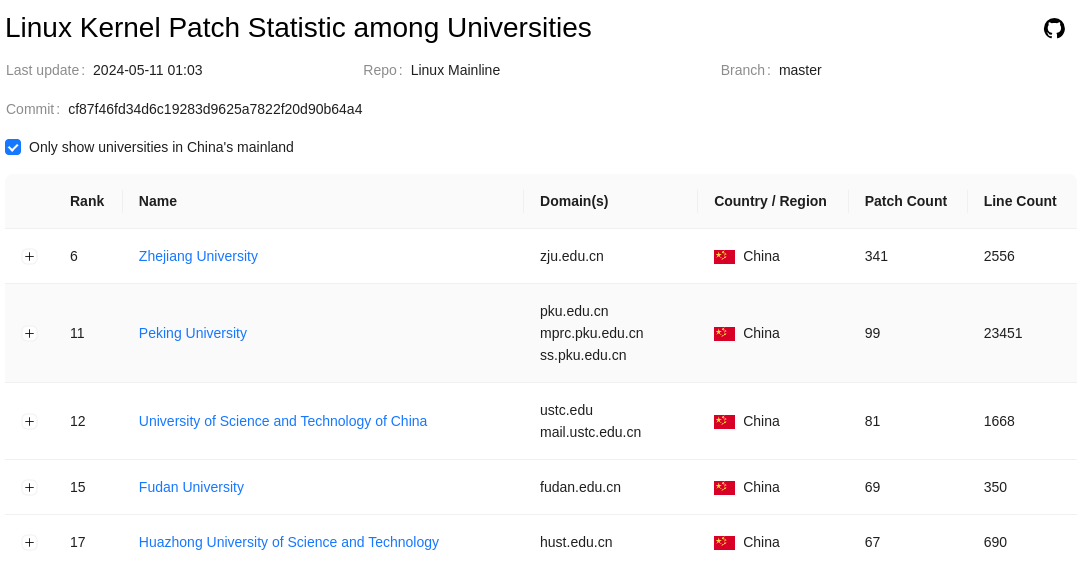 Linux Kernel Patch Statistic among Universities
Last update: 2024-05-11 01:03 Repo: Linux Mainline Branch: master
Commit: cf87f46fd34d6c19283d9625a7822f20d90b64a4
Only show universities in China's mainland
Rank Name Domain(s) Country / Region Patch Count Line Count
6 Zhejiang University zju.edu.cn China 341 2556
pku.edu.cn
11 Peking University mprc.pku.edu.cn China 99 23451
ss.pku.edu.cn
ustc.edu
12 University of Science and Technology of China China 81 1668
mail.ustc.edu.cn
15 Fudan University fudan.edu.cn China 69 350
17 Huazhong University of Science and Technology hust.edu.cn China 67 690